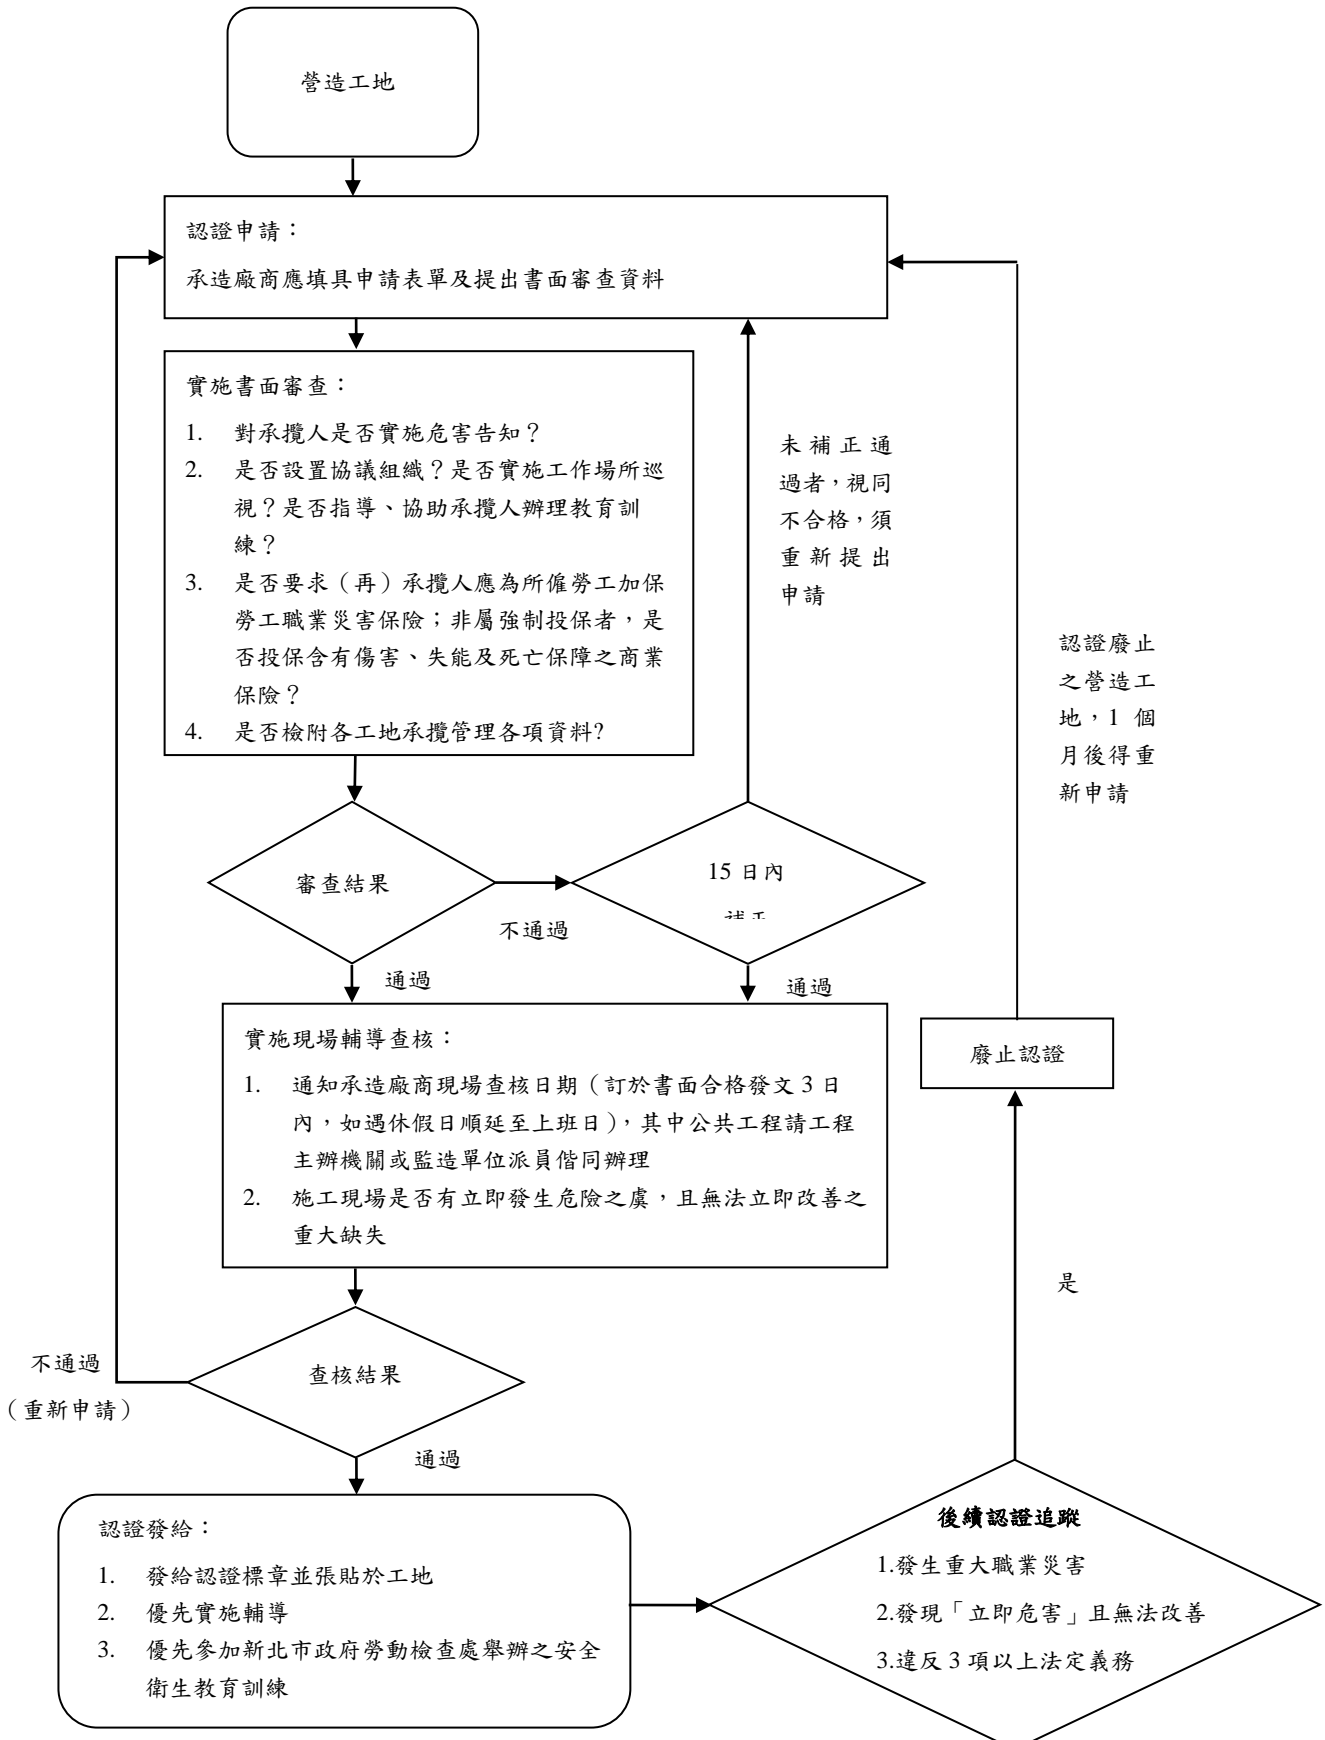 營造工地
認證申請：
承造廠商應填具申請表單及提出書面審查資料
實施書面審查：
1. 對承攬人是否實施危害告知？
2. 是否設置協議組織？是否實施工作場所巡
視？是否指導、協助承攬人辦理教育訓
練？
3. 是否要求（再）承攬人應為所僱勞工加保
勞工職業災害保險；非屬強制投保者，是
否投保含有傷害、失能及死亡保障之商業
保險？
4. 是否檢附各工地承攬管理各項資料?
未補正通
過者，視同
不合格，須
重新提出
申請
認證廢止
之營造工
地，1 個
月後得重
新申請
審查結果
不通過
15 日內
通過
通過
實施現場輔導查核：
1. 通知承造廠商現場查核日期（訂於書面合格發文 3 日
內，如遇休假日順延至上班日），其中公共工程請工程
主辦機關或監造單位派員偕同辦理
2. 施工現場是否有立即發生危險之虞，且無法立即改善之
重大缺失
廢止認證
是
查核結果
不通過
（重新申請）
通過
認證發給：
1. 發給認證標章並張貼於工地
2. 優先實施輔導
3. 優先參加新北市政府勞動檢查處舉辦之安全
衛生教育訓練
後續認證追蹤
1.發生重大職業災害
2.發現「立即危害」且無法改善
3.違反 3 項以上法定義務